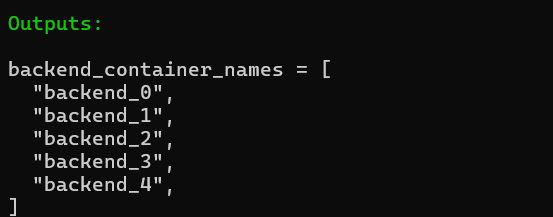 Outputs:
backend_container_names = [
  "backend_0",
  "backend_1",
  "backend_2",
  "backend_3",
  "backend_4",
]